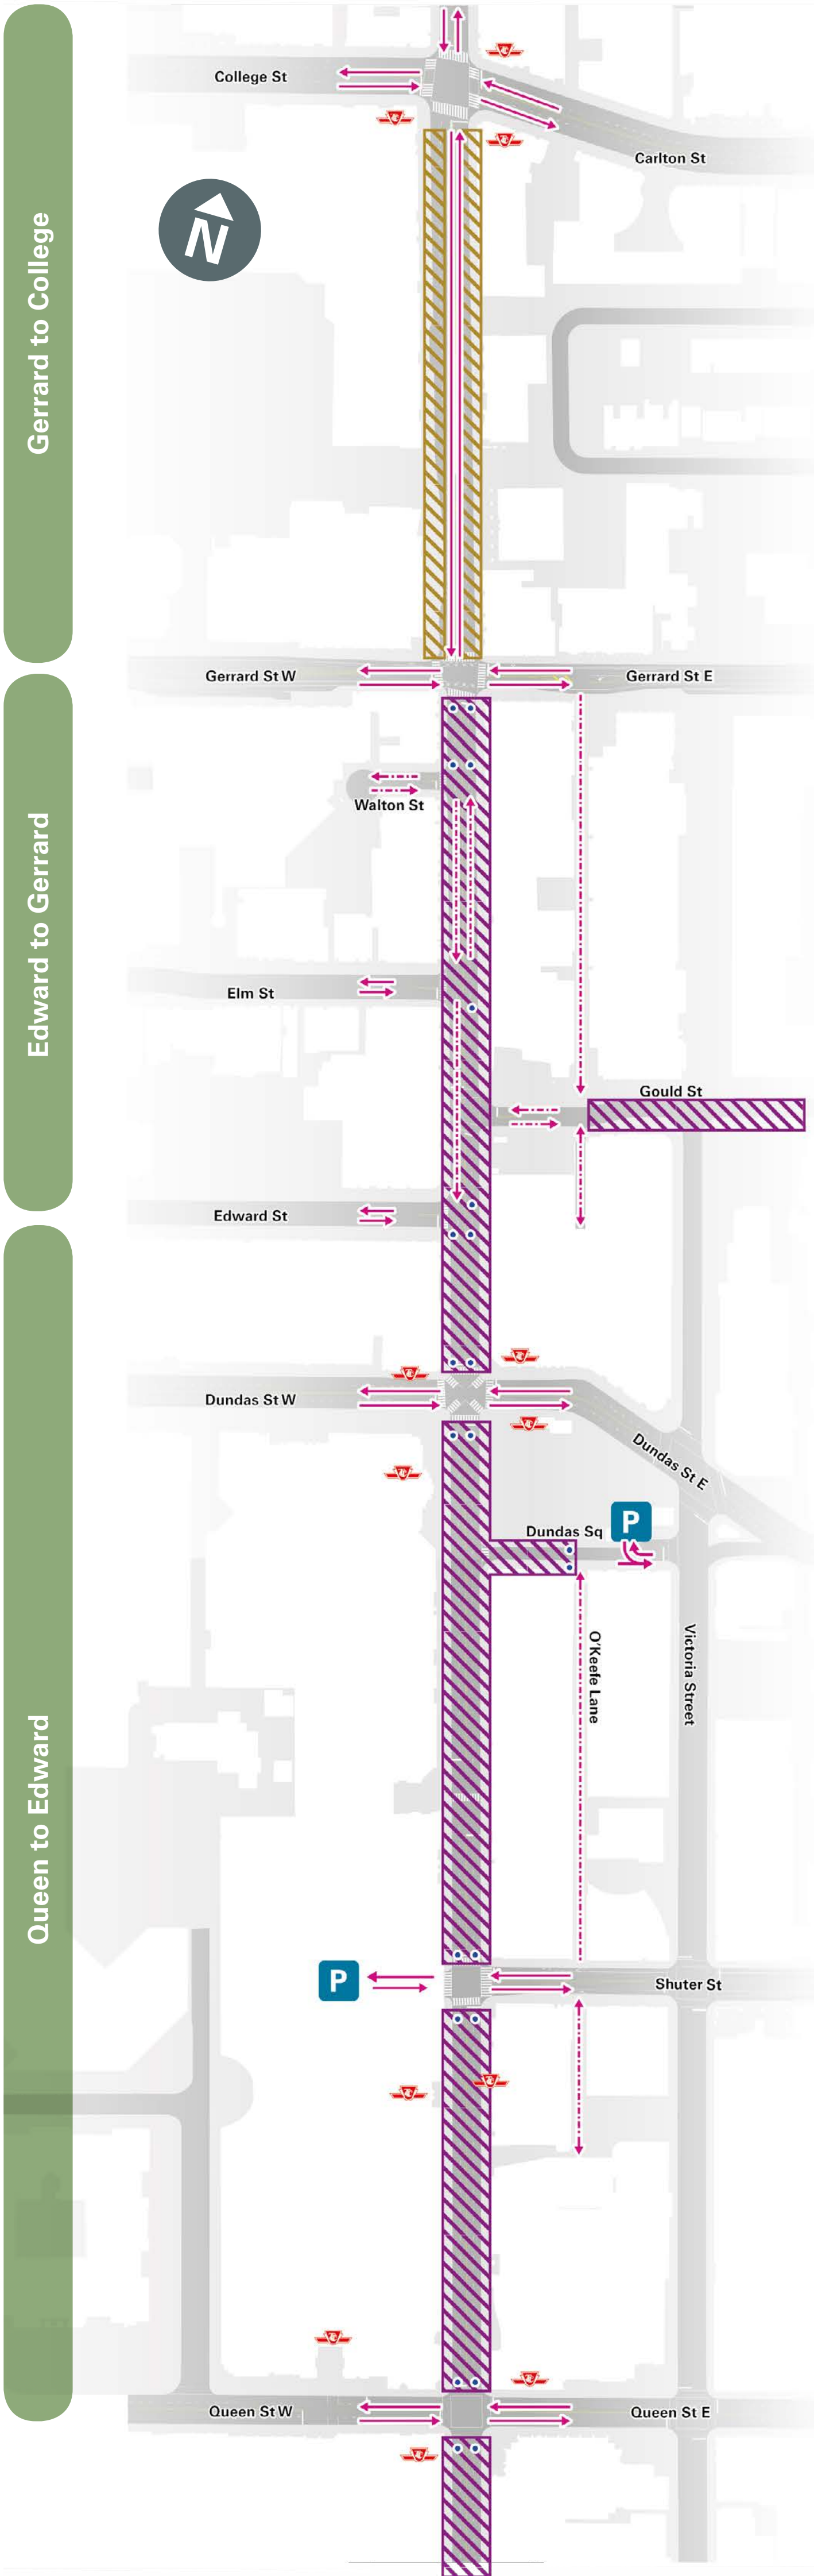 College St
Carlton St
N
Gerrard to College
Gerrard St W
Gerrard St E
Walton St
Edward to Gerrard
Elm St
Gould St
Edward St
Dundas St W
Dundas St E
Dundas Sq
P
O'Keefe Lane
Victoria Street
Queen to Edward
P
Shuter St
Queen St W
Queen St E